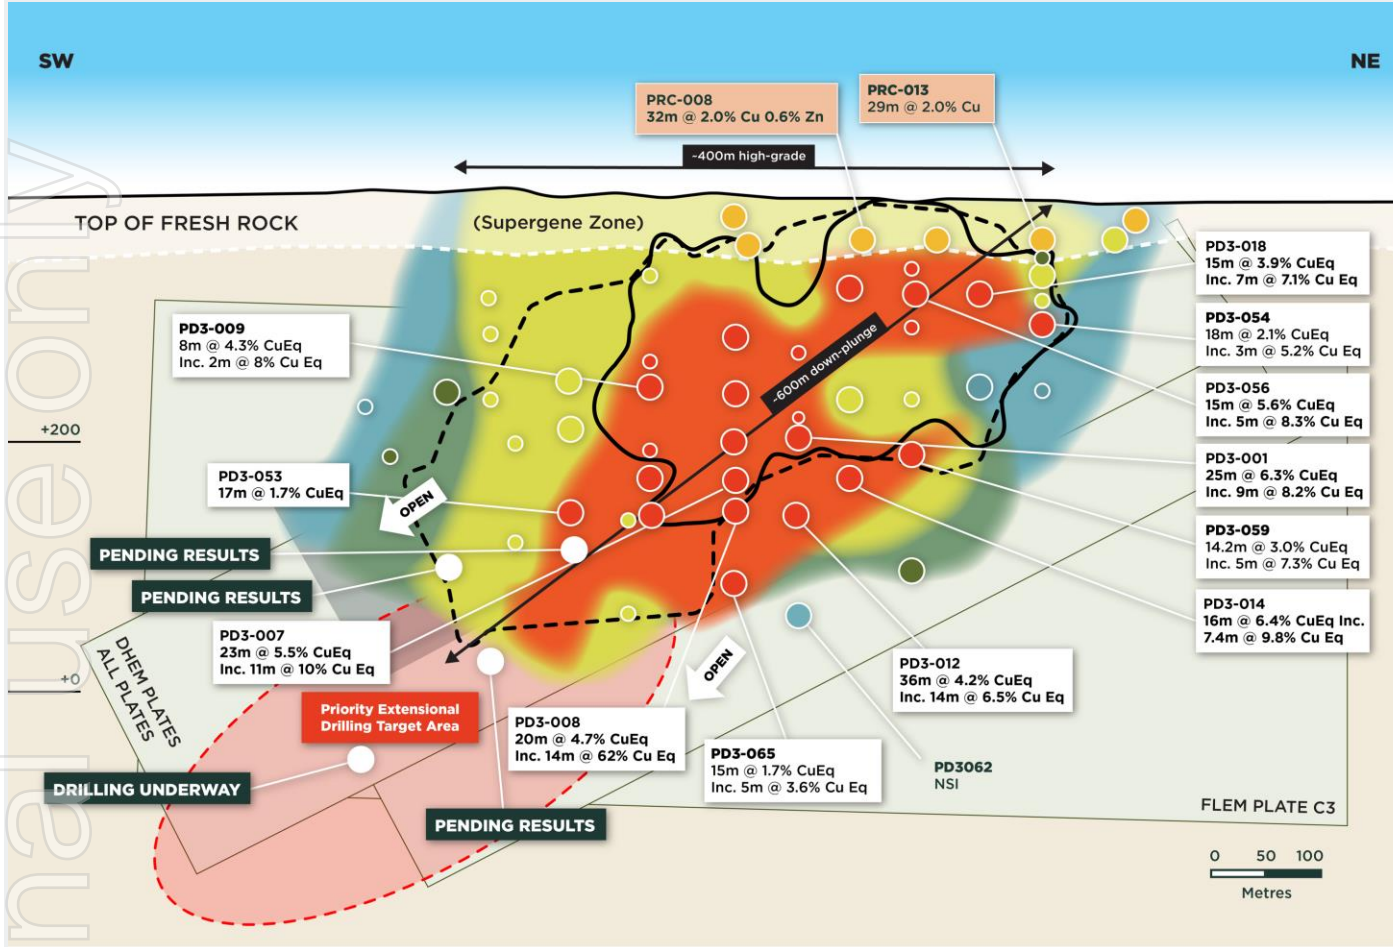 SW
NE
PRC-008
32m @ 2.0% Cu 0.6% Zn
PRC-013
29m @ 2.0% Cu
~400m high-grade
TOP OF FRESH ROCK
(Supergene Zone)
PD3-018
15m @ 3.9% CuEq
Inc. 7m @ 7.1% Cu Eq
PD3-054
18m @ 2.1% CuEq
Inc. 3m @ 5.2% Cu Eq
PD3-056
15m @ 5.6% CuEq
Inc. 5m @ 8.3% Cu Eq
PD3-001
25m @ 6.3% CuEq
Inc. 9m @ 8.2% Cu Eq
PD3-059
14.2m @ 3.0% CuEq
Inc. 5m @ 7.3% Cu Eq
PD3-014
16m @ 6.4% CuEq Inc.
7.4m @ 9.8% Cu Eq
PD3-009
8m @ 4.3% CuEq
Inc. 2m @ 8% Cu Eq
~600m down-plunge
+200
PD3-053
17m @ 1.7% CuEq
OPEN
PENDING RESULTS
PENDING RESULTS
PD3-007
23m @ 5.5% CuEq
Inc. 11m @ 10% Cu Eq
DHEM PLATES
ALL PLATES
+0
Priority Extensional
Drilling Target Area
OPEN
PD3-012
36m @ 4.2% CuEq
Inc. 14m @ 6.5% Cu Eq
PD3-008
20m @ 4.7% CuEq
Inc. 14m @ 62% Cu Eq
PD3-065
15m @ 1.7% CuEq
Inc. 5m @ 3.6% Cu Eq
PD3062
NSI
DRILLING UNDERWAY
PENDING RESULTS
FLEM PLATE C3
0 50 100
Metres
nal use only